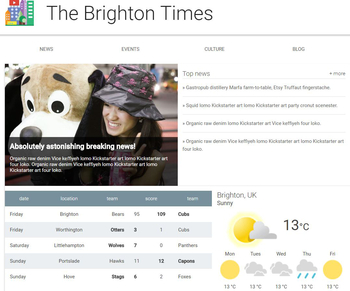 The Brighton Times
NEWS EVENTS CULTURE BLOG
Absolutely astonishing breaking news!
Organic raw denim Vice keffiyeh lomo Kickstarter art lomo Kickstarter art
four loko. Organic raw denim Vice keffiyeh lomo Kickstarter art lomo
Kickstarter art four loko.
Top news + more
» Gastropub distillery Marfa farm-to-table, Etsy Truffaut fingerstache.
» Squid lomo Kickstarter art lomo Kickstarter art party cronut scenester.
» Organic raw denim lomo Kickstarter art Vice keffiyeh four loko.
» Organic raw denim Vice keffiyeh lomo Kickstarter art lomo Kickstarter art
four loko.
date location team score team
Friday Brighton Bears 95 109 Cubs
Friday Worthington Otters 3 1 Cubs
Saturday Littlehampton Wolves 7 0 Panthers
Sunday Portslade Hawks 11 12 Capons
Sunday Hove Stags 6 2 Foxes
Brighton, UK
Sunny
13°C
Mon Tues Wed Thu Fri
13 °C 13 °C 13 °C 13 °C 13 °C